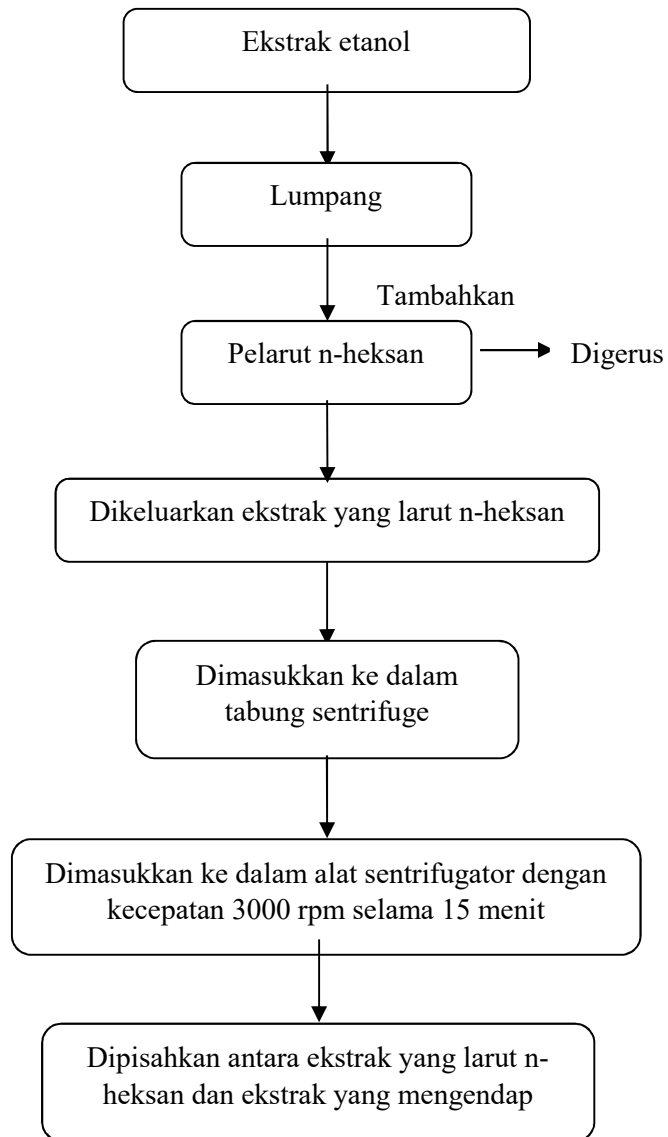 Ekstrak etanol
Lumpang
Tambahkan
Pelarut n-heksan
Digerus
Dikeluarkan ekstrak yang larut n-heksan
Dimasukkan ke dalam
tabung sentrifuge
Dimasukkan ke dalam alat sentrifugator dengan
kecepatan 3000 rpm selama 15 menit
Dipisahkan antara ekstrak yang larut n-
heksan dan ekstrak yang mengendap